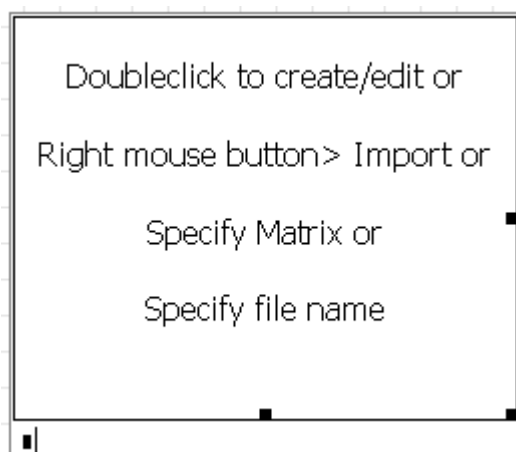 Doubleclick to create/edit or
Right mouse button> Import or
Specify Matrix or
Specify file name